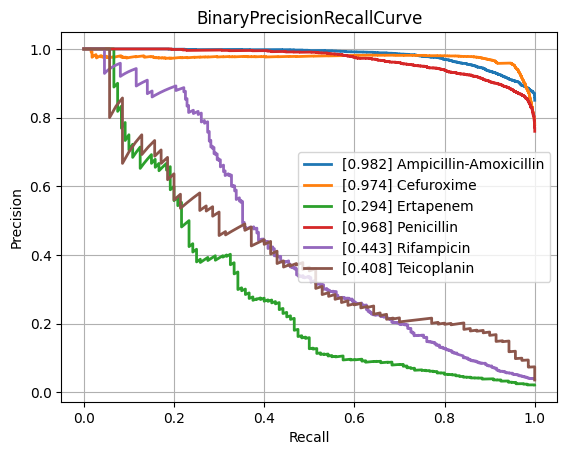 BinaryPrecisionRecallCurve
1.0
0.8
0.6
0.4
0.2
0.0
Precision
[0.982] Ampicillin-Amoxicillin
[0.974] Cefuroxime
[0.294] Ertapenem
[0.968] Penicillin
[0.443] Rifampicin
[0.408] Teicoplanin
0.0 0.2 0.4 0.6 0.8 1.0
Recall